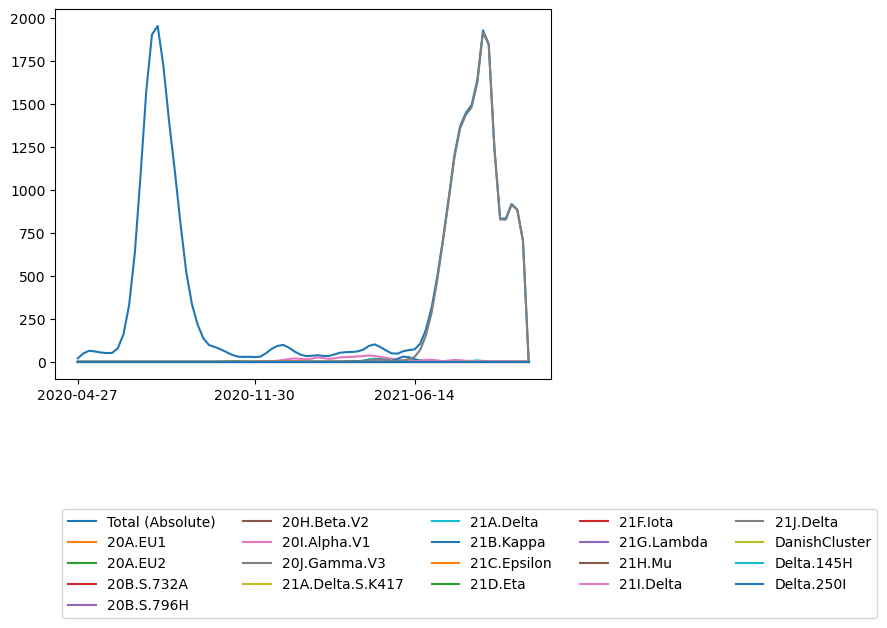 2000
1750
1500
1250
1000
750
500
250
0
2020-04-27 2020-11-30 2021-06-14
Total (Absolute) 20H.Beta.V2 21A.Delta 21F.Iota 21J.Delta
20A.EU1 20I.Alpha.V1 21B.Kappa 21G.Lambda DanishCluster
20A.EU2 20J.Gamma.V3 21C.Epsilon 21H.Mu Delta.145H
20B.S.732A 21A.Delta.S.K417 21D.Eta 21I.Delta Delta.250I
20B.S.796H